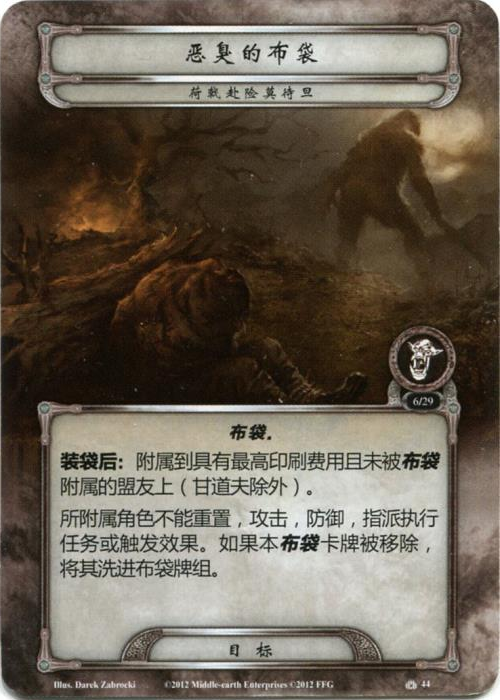 恶臭的布袋
荷戟赴险莫待旦
6/29
布袋.
装袋后：附属到具有最高印刷费用且未被布袋
附属的盟友上（甘道夫除外）。
所附属角色不能重置，攻击，防御，指派执行
任务或触发效果。如果本布袋卡牌被移除，
将其洗进布袋牌组。
目标
Illus. Darek Zabrocki ©2012 Middle-earth Enterprises ©2012 FFG 44